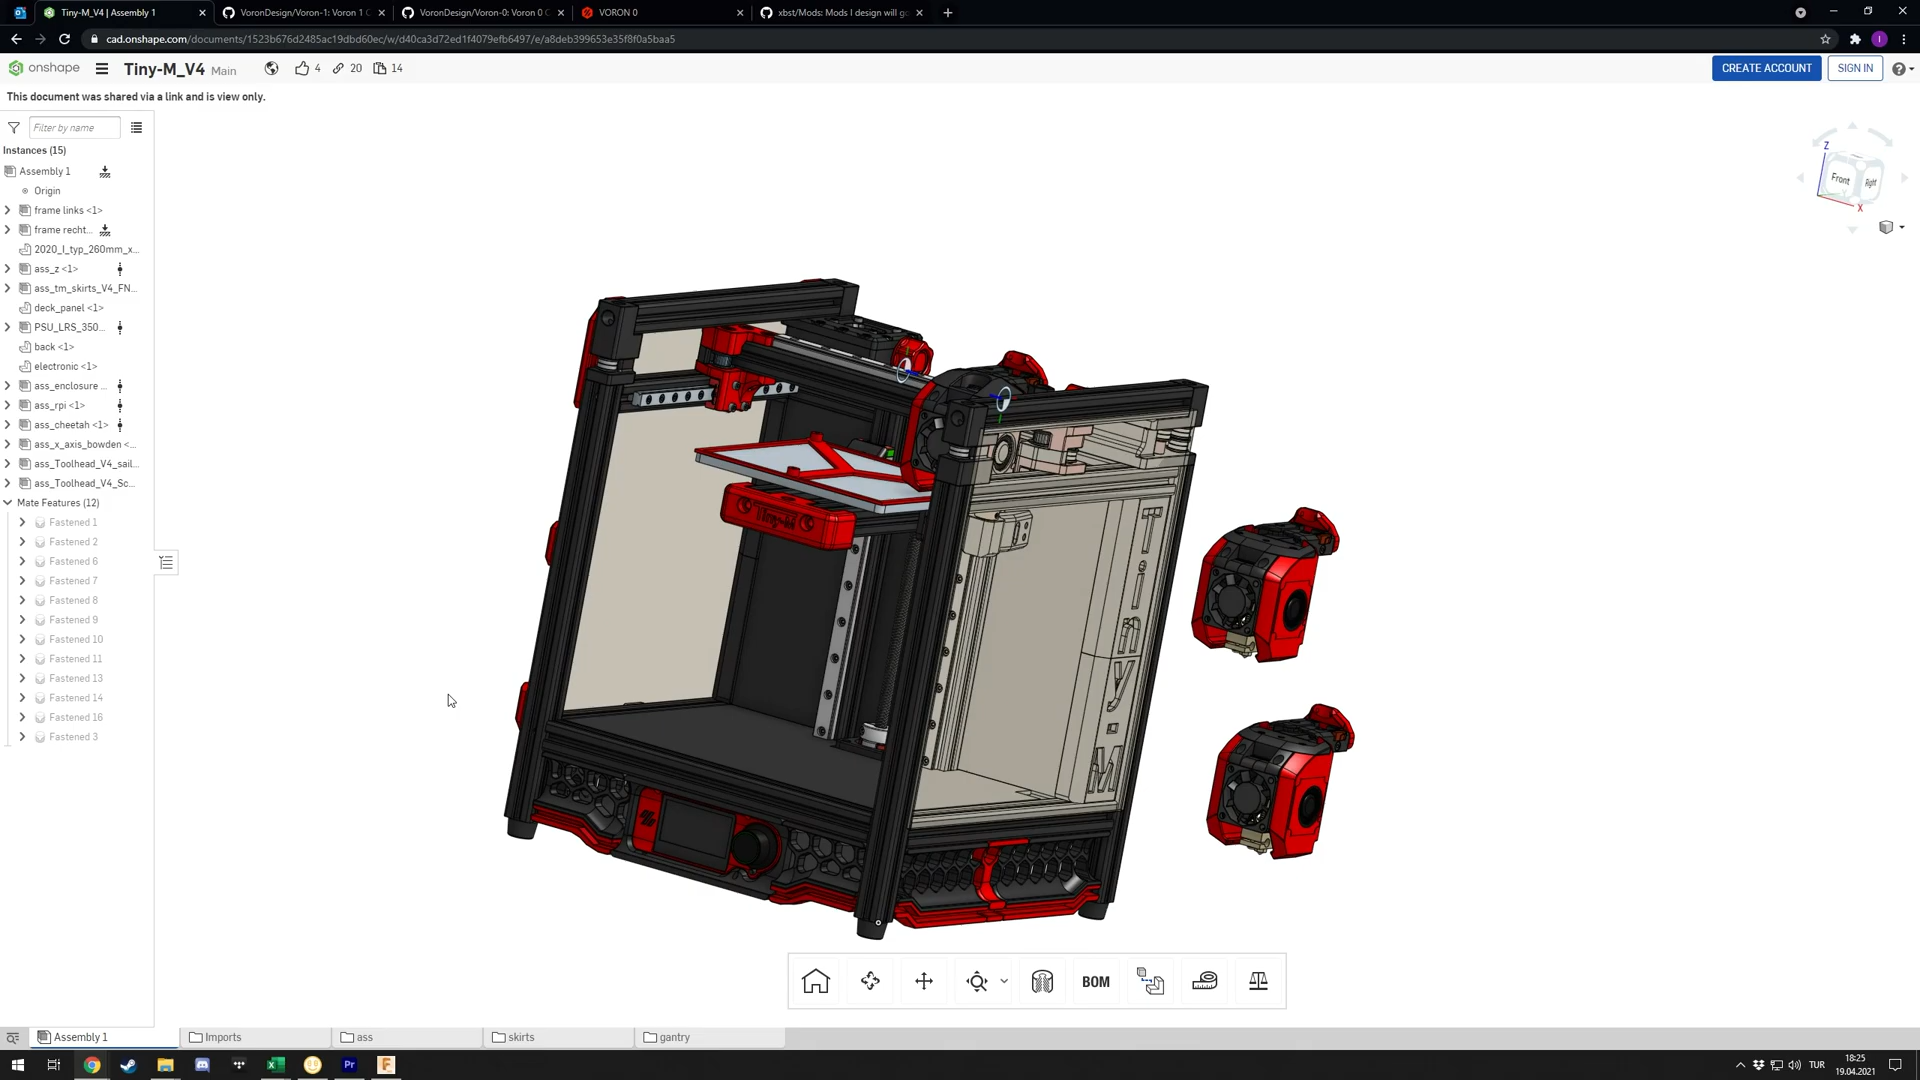 Tiny-M_V4 | Assembly 1
VoronDesign/Voron-1: Voron 1 C
VoronDesign/Voron-0: Voron 0 C
VORON 0
xbst/Mods: Mods I design will go
cad.onshape.com/documents/1523b676d2485ac19dbd60ec/w/d40ca3d72ed1f4079efb6497/e/a8deb399653e35f8f0a5baa5
onshape
Tiny-M_V4 Main
4
20
14
CREATE ACCOUNT
SIGN IN
This document was shared via a link and is view only.
Filter by name
Instances (15)
Assembly 1
Origin
frame links <1>
frame recht...
2020_I_typ_260mm_x...
ass_z <1>
ass_tm_skirts_V4_FN...
deck_panel <1>
PSU_LRS_350...
back <1>
electronic <1>
ass_enclosure ...
ass_rpi <1>
ass_cheetah <1>
ass_x_axis_bowden <...
ass_Toolhead_V4_sail...
ass_Toolhead_V4_Sc...
Mate Features (12)
Fastened 1
Fastened 2
Fastened 6
Fastened 7
Fastened 8
Fastened 9
Fastened 10
Fastened 11
Fastened 13
Fastened 14
Fastened 16
Fastened 3
Z
Front
Right
X
Tiny-M
Tiny-M
BOM
Assembly 1
Imports
ass
skirts
gantry
Pr
F
TUR
18:25
19.04.2021